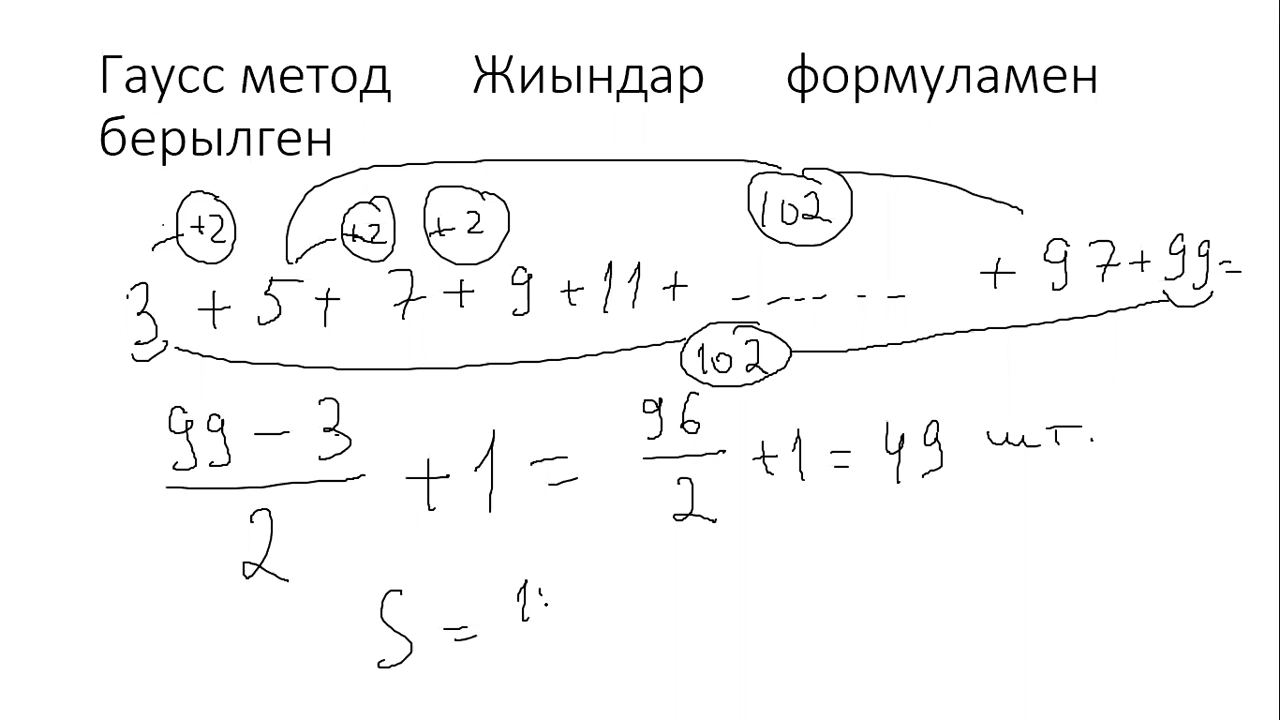 Гаусс метод Жиындар формуламен
берылген
+2 +2 +2 102
3 + 5 + 7 + 9 + 11 + - - - - - - + 97 + 99 =
102
99 - 3 / 2 + 1 = 96 / 2 + 1 = 49 шт.
S = 1